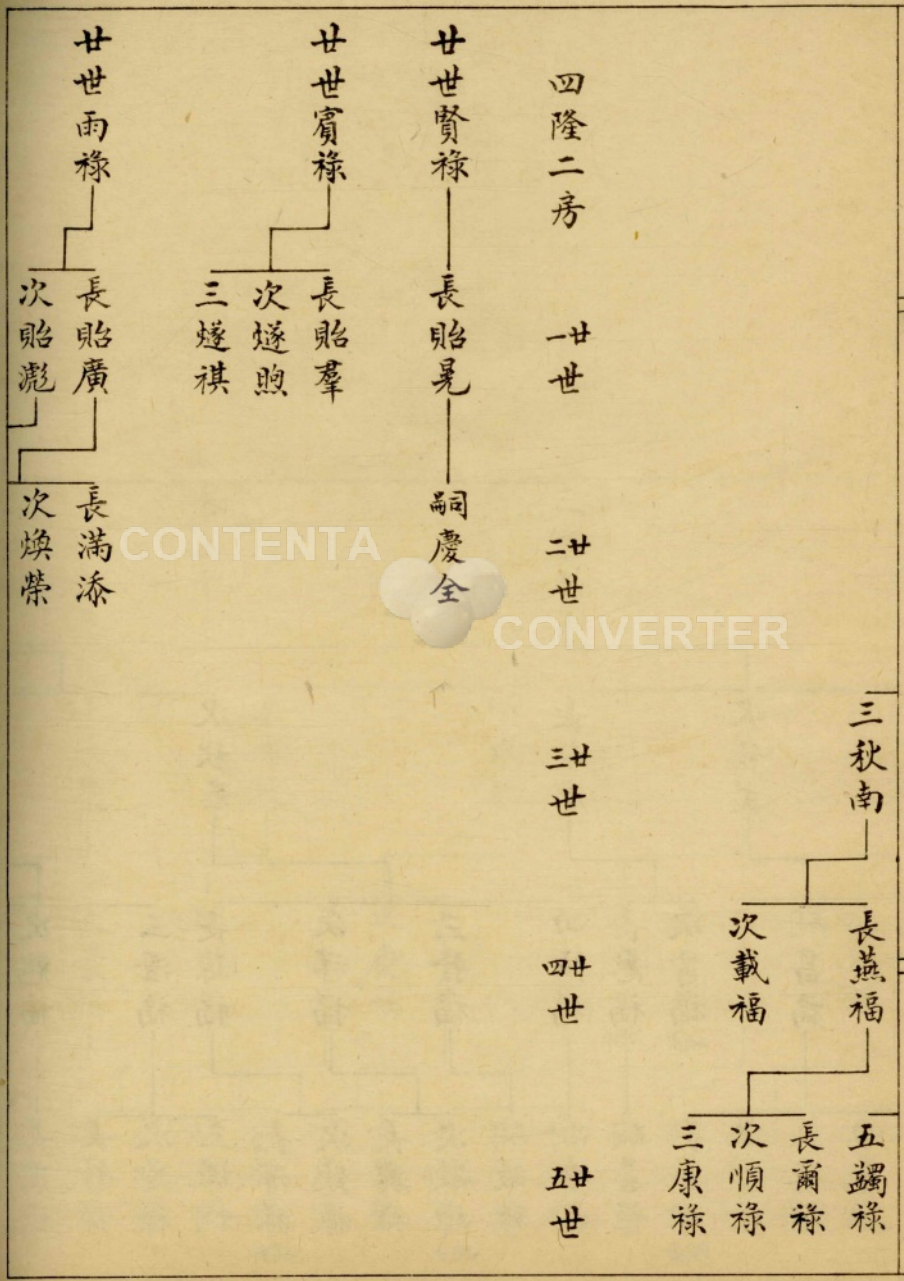 三秋南
長燕福
次載福
五蠲祿
長爾祿
次順祿
三康祿
四隆二房
廿一世
廿二世
廿三世
廿四世
廿五世
廿世賢祿
長貽晃
嗣慶全
廿世賓祿
長貽羣
次燧煦
三燧祺
廿世雨祿
長貽廣
次貽彪
長滿添
次煥榮
CONTENTA
CONVERTER